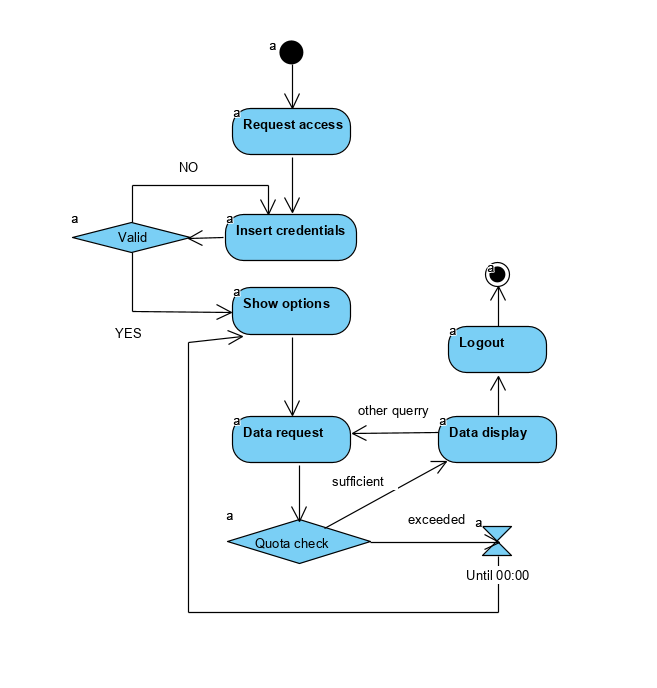 a
a
Request access
NO
a
a
Valid
Insert credentials
a
a
Show options
YES
a
Logout
other querry
a
a
Data request
Data display
sufficient
a
exceeded
a
Quota check
Until 00:00